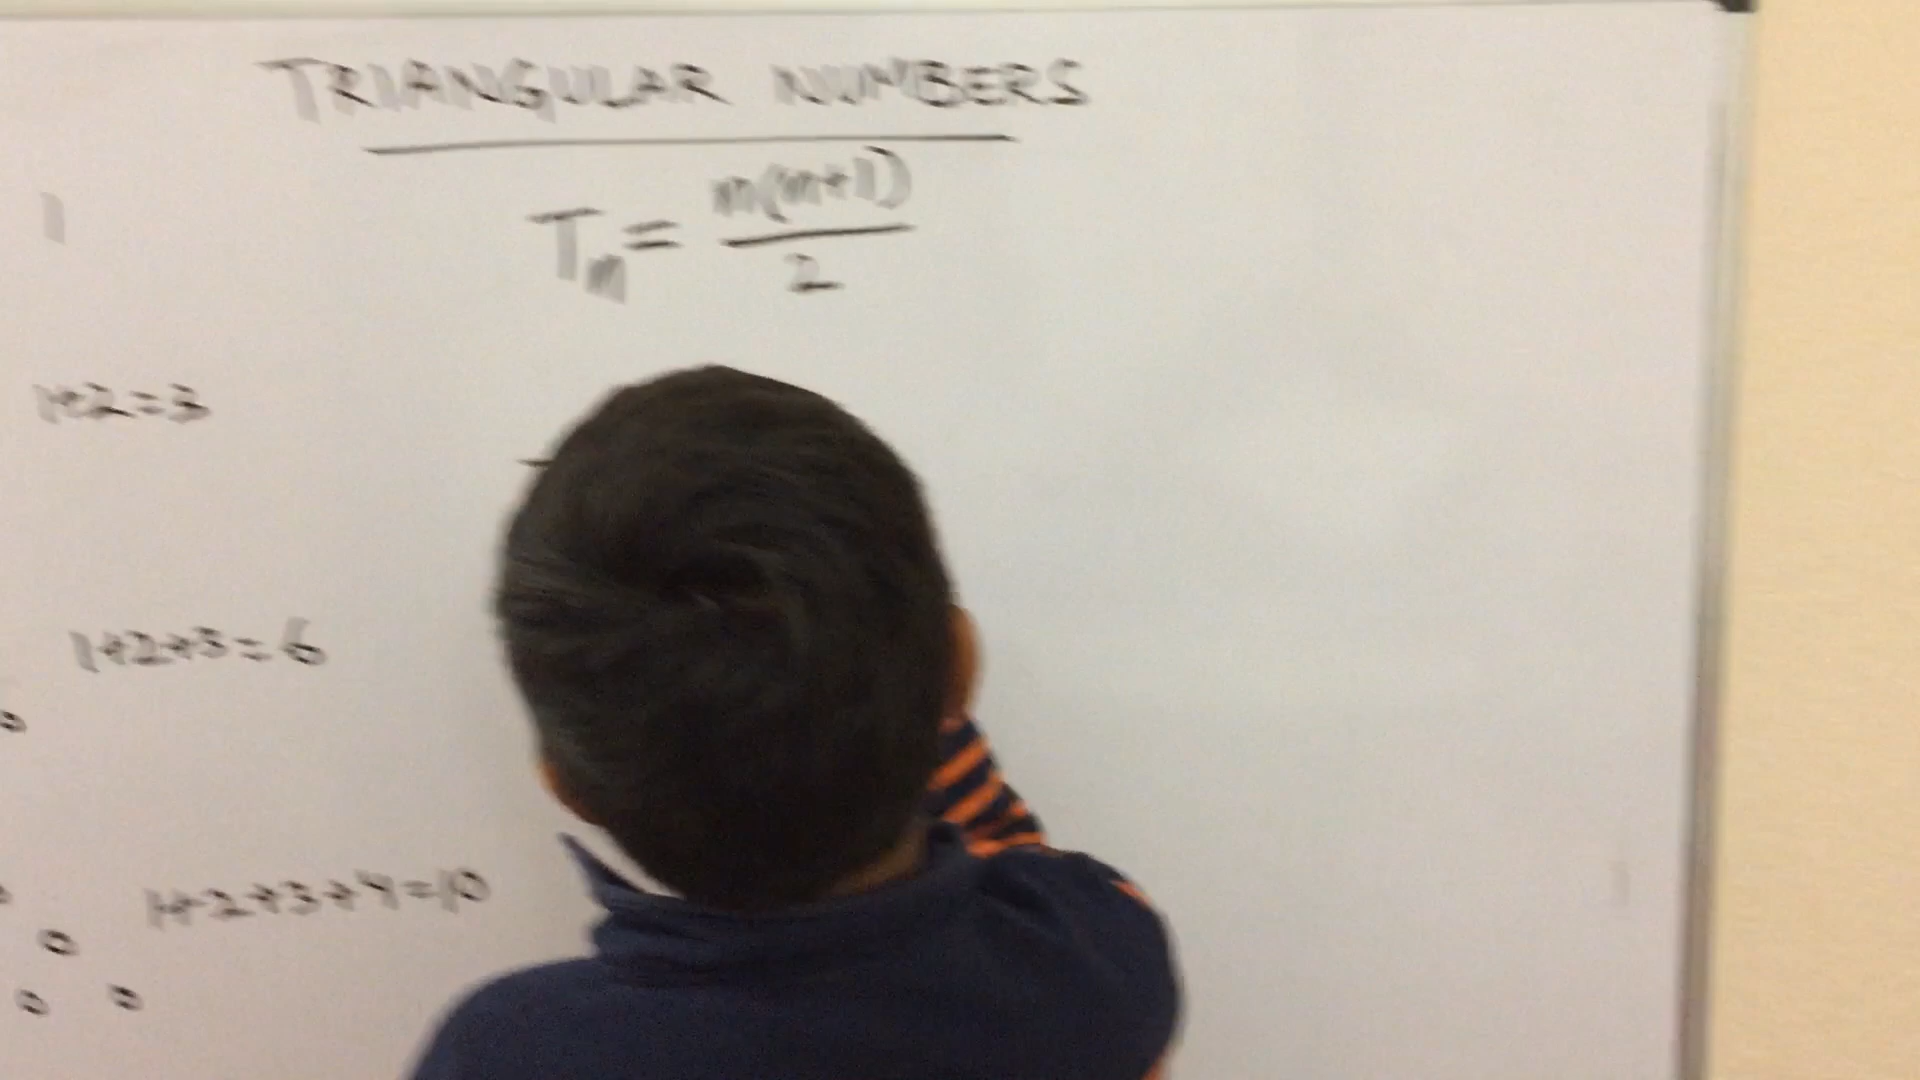 TRIANGULAR NUMBERS
Tn = n(n+1)/2
1
1+2=3
1+2+3=6
1+2+3+4=10